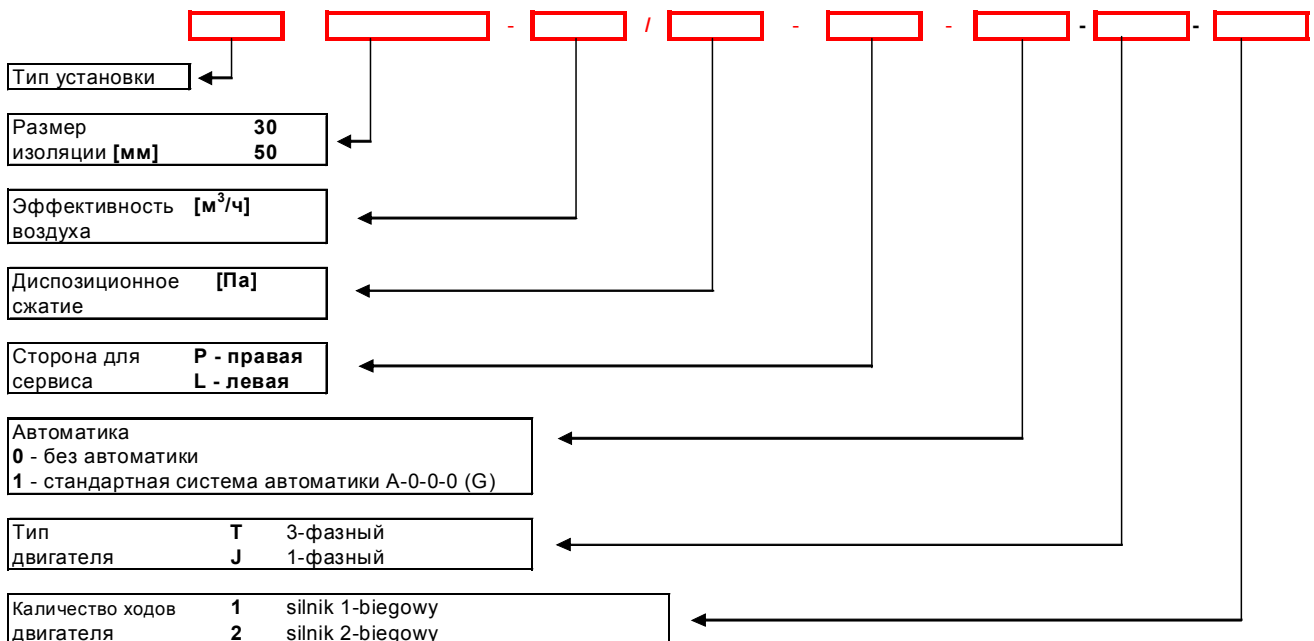 - / - - - -
Тип установки
Размер 30
изоляции [мм] 50
Эффективность [м³/ч]
воздуха
Диспозиционное [Па]
сжатие
Сторона для P - правая
сервиса L - левая
Автоматика
0 - без автоматики
1 - стандартная система автоматики А-0-0-0 (G)
Тип T 3-фазный
двигателя J 1-фазный
Каличество ходов 1 silnik 1-biegowy
двигателя 2 silnik 2-biegowy